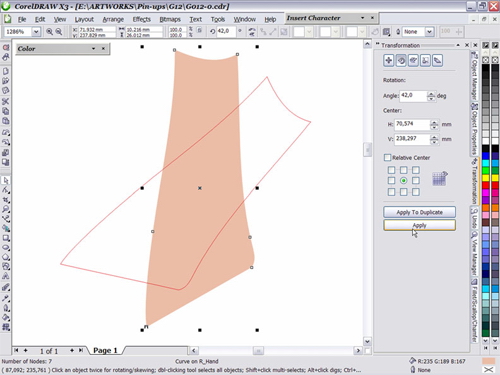 CorelDRAW X3 - [E:\ARTWORKS\Pin-ups\G12\G012-o.cdr]
File Edit View Layout Arrange Effects Bitmaps Text Tools Window Help
Insert Character
1286%
x: 71.932 mm
y: 237.829 mm
10.216 mm
26.012 mm
100.0
100.0
%
%
42,0
None
Color
Transformation
Rotation:
Angle: 42,0 deg
Center:
H: 70,574 mm
V: 238,297 mm
Relative Center
Apply To Duplicate
Apply
Object Manager
Object Properties
Transformation
Undo
View Manager
Fillet/Scallop/Chamfer
1 of 1
Page 1
Number of Nodes: 7
Curve on R_Hand
R:235 G:189 B:167
( 87,092; 235,761 )
Click an object twice for rotating/skewing; dbl-clicking tool selects all objects; Shift+click multi-selects; Alt+click digs; Ctrl+...
None